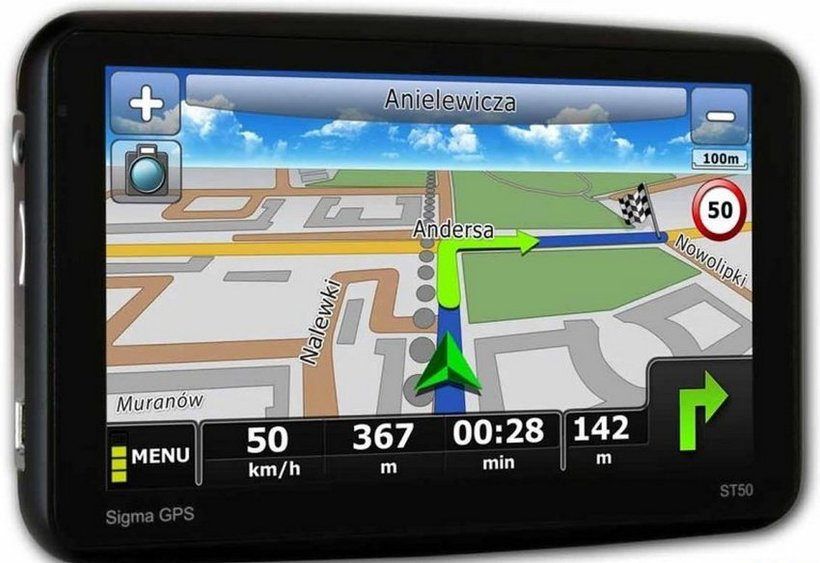 +
Anielewicza
-
100m
50
Andersa
Nowolipki
Nalewki
Muranów
MENU
50
km/h
367
m
00:28
min
142
m
Sigma GPS
ST50